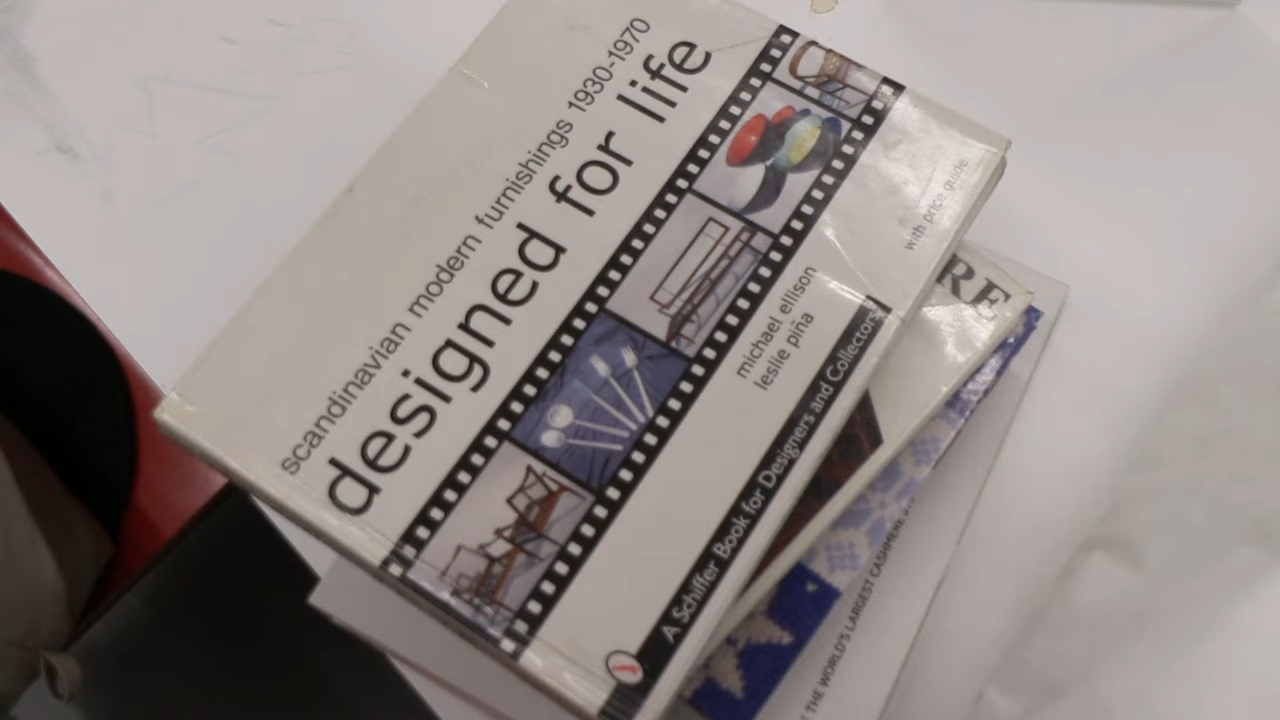 scandinavian modern furnishings 1930-1970
designed for life
with price guide
michael ellison
leslie piña
A Schiffer Book for Designers and Collectors
RE
THE WORLD'S LARGEST CASHMERE